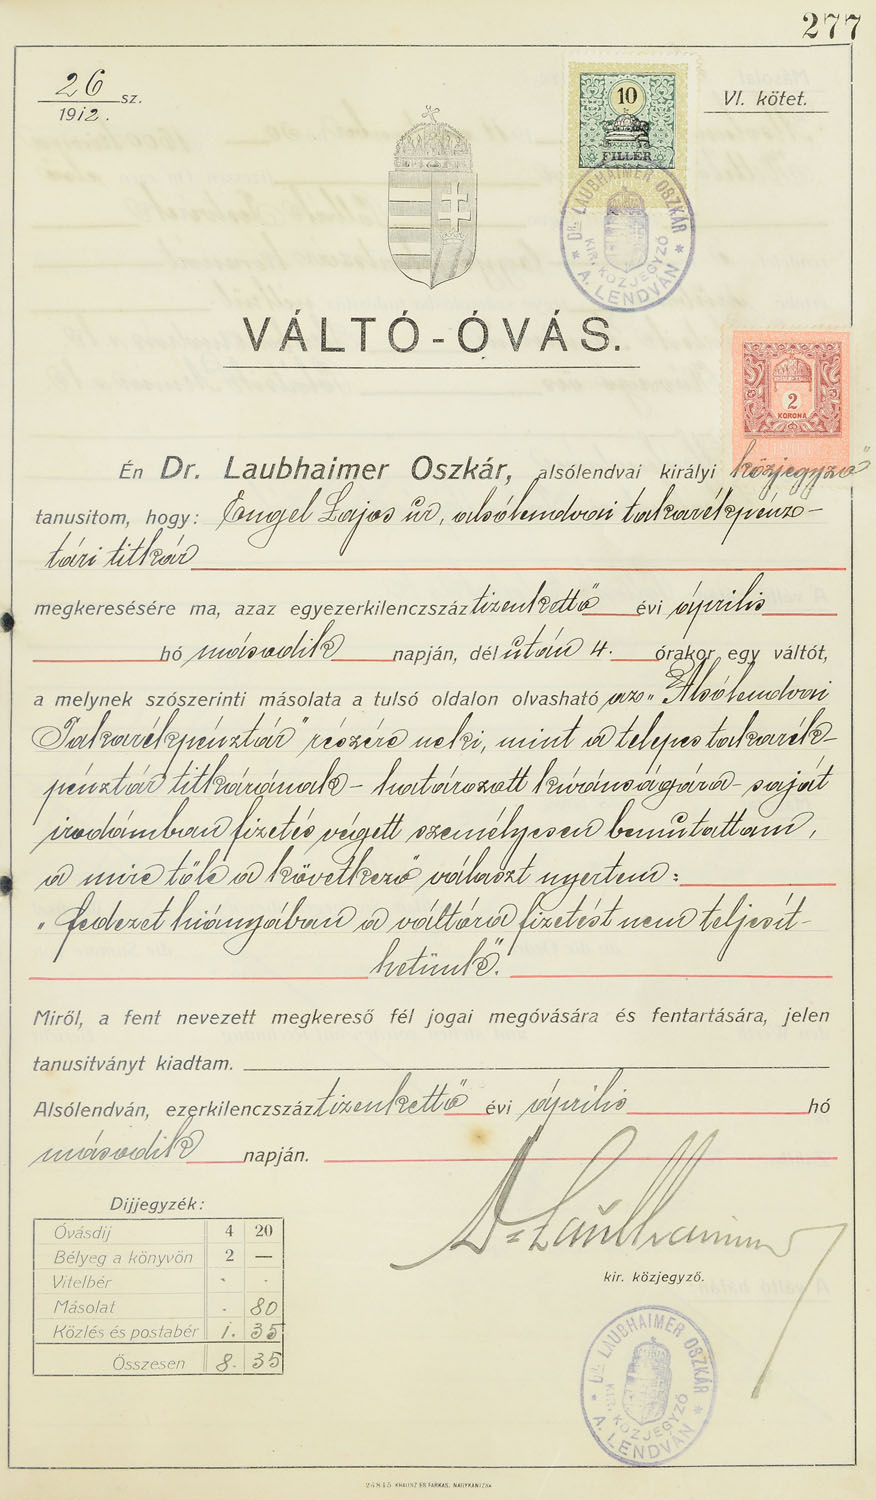 277
26 sz.
1912.
VI. kötet.
10
FILLÉR
DR. LAUBHAIMER OSZKÁR
KIR. KÖZJEGYZŐ
* A. LENDVÁN *
VÁLTÓ-ÓVÁS.
2
KORONA
Én Dr. Laubhaimer Oszkár, alsólendvai királyi közjegyző
tanusitom, hogy: Engel Lajos úr, alsólendvai takarékpénz-
tári titkár
megkeresésére ma, azaz egyezerkilenczszáz tizenkettő évi április
hó második napján, dél után 4. órakor egy váltót,
a melynek szószerinti másolata a tulsó oldalon olvasható az "Alsólendvai
Takarékpénztár" részére neki, mint a telepes takarék-
pénztár titkárának - határozott kívánságára - saját
irodámban fizetés végett személyesen bemutattam,
a mire tőle a következő választ nyertem:
"fedezet hiányában a váltóra fizetést nem teljesít-
hetünk".
Miről, a fent nevezett megkereső fél jogai megóvására és fentartására, jelen
tanusitványt kiadtam.
Alsólendván, ezerkilenczszáz tizenkettő évi április hó
második napján.
Dijjegyzék:
Óvásdij 4 20
Bélyeg a könyvön 2 —
Vitelbér . .
Másolat . 80
Közlés és postabér 1. 35
Összesen 8. 35
Dr Laubhaimer
kir. közjegyző.
DR. LAUBHAIMER OSZKÁR
KIR. KÖZJEGYZŐ
* A. LENDVÁN *
KRAUSZ ÉS FARKAS, NAGYKANIZSA